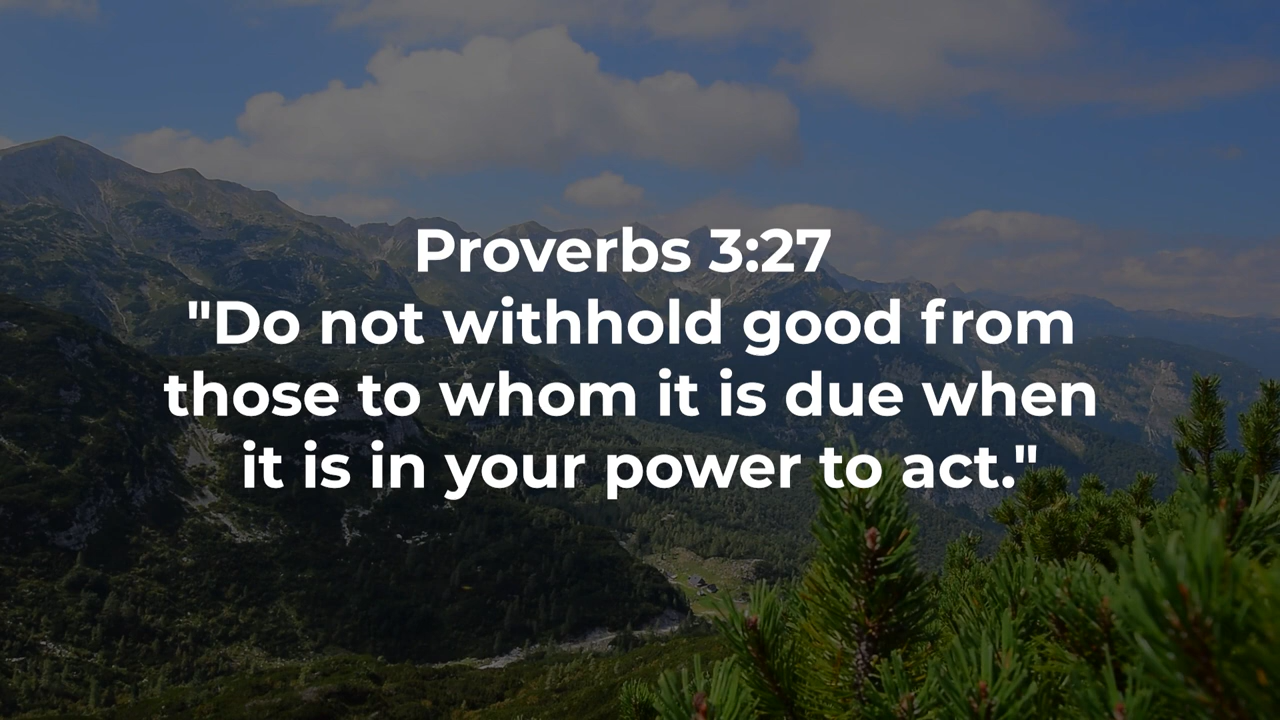 Proverbs 3:27
"Do not withhold good from
those to whom it is due when
it is in your power to act."